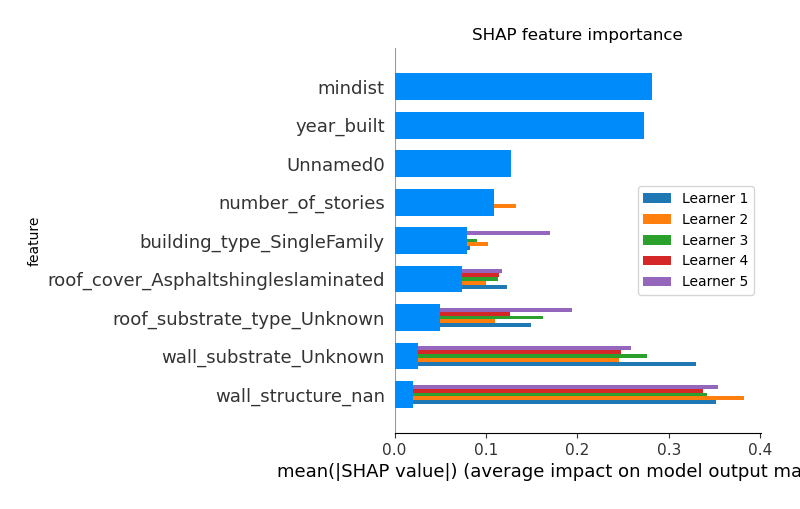 SHAP feature importance
feature
mindist
year_built
Unnamed0
number_of_stories
building_type_SingleFamily
roof_cover_Asphaltshingleslaminated
roof_substrate_type_Unknown
wall_substrate_Unknown
wall_structure_nan
Learner 1
Learner 2
Learner 3
Learner 4
Learner 5
0.0 0.1 0.2 0.3 0.4
mean(|SHAP value|) (average impact on model output ma